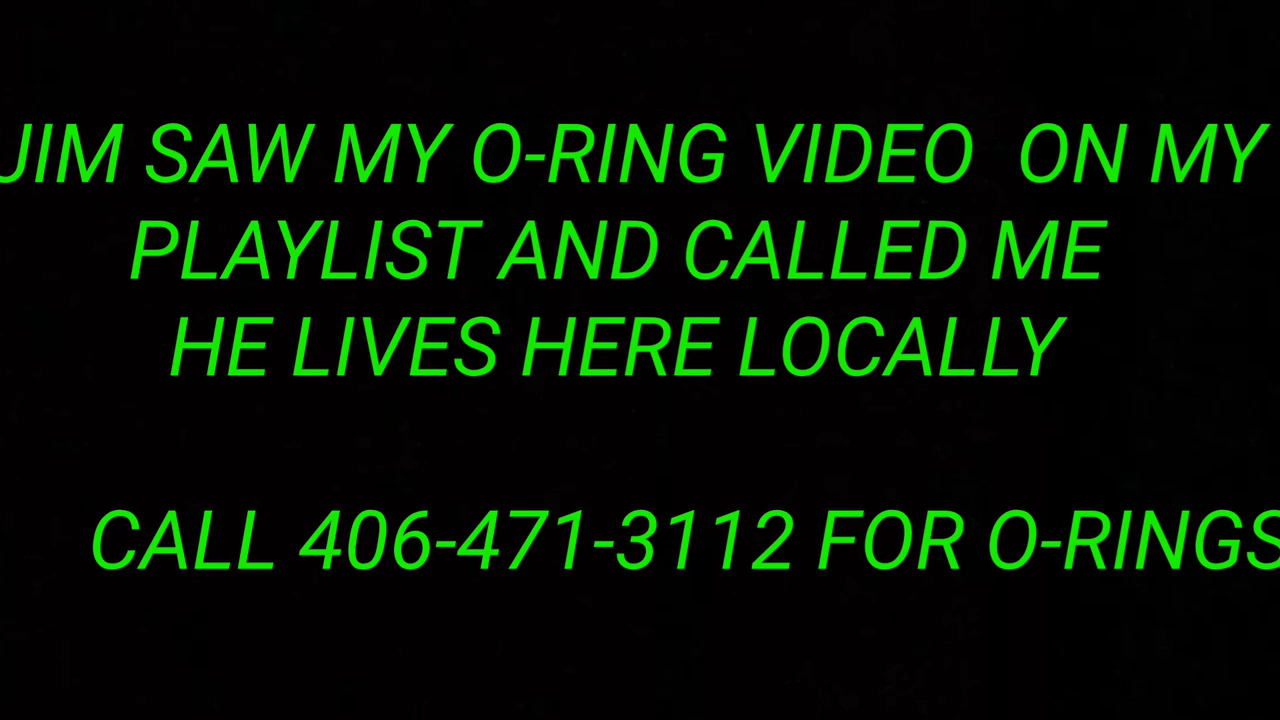 JIM SAW MY O-RING VIDEO ON MY
PLAYLIST AND CALLED ME
HE LIVES HERE LOCALLY
CALL 406-471-3112 FOR O-RINGS